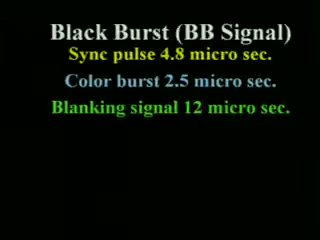 Black Burst (BB Signal)
Sync pulse 4.8 micro sec.
Color burst 2.5 micro sec.
Blanking signal 12 micro sec.